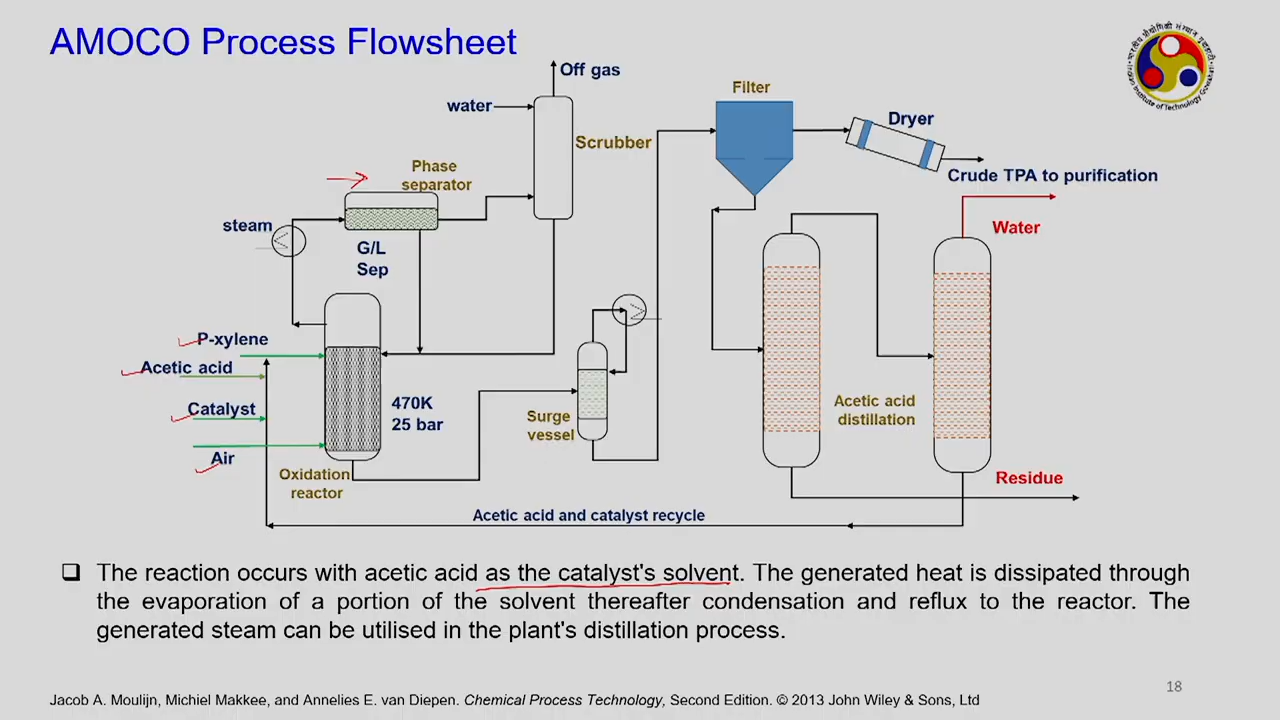 AMOCO Process Flowsheet
Off gas
water
Scrubber
Filter
Dryer
Crude TPA to purification
Phase
separator
steam
G/L
Sep
Water
P-xylene
Acetic acid
Catalyst
Air
470K
25 bar
Oxidation
reactor
Surge
vessel
Acetic acid
distillation
Residue
Acetic acid and catalyst recycle
The reaction occurs with acetic acid as the catalyst's solvent. The generated heat is dissipated through
the evaporation of a portion of the solvent thereafter condensation and reflux to the reactor. The
generated steam can be utilised in the plant's distillation process.
Jacob A. Moulijn, Michiel Makkee, and Annelies E. van Diepen. Chemical Process Technology, Second Edition. © 2013 John Wiley & Sons, Ltd
18